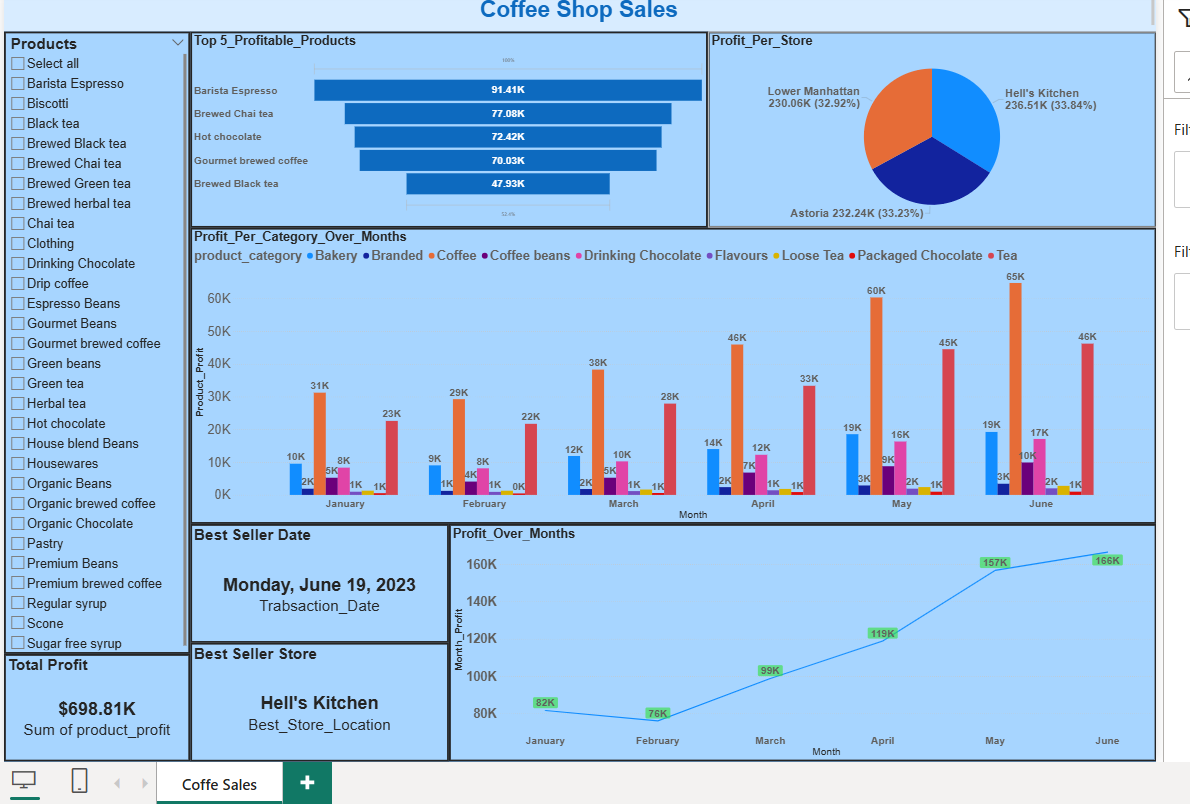 Coffee Shop Sales
Products
Select all
Barista Espresso
Biscotti
Black tea
Brewed Black tea
Brewed Chai tea
Brewed Green tea
Brewed herbal tea
Chai tea
Clothing
Drinking Chocolate
Drip coffee
Espresso Beans
Gourmet Beans
Gourmet brewed coffee
Green beans
Green tea
Herbal tea
Hot chocolate
House blend Beans
Housewares
Organic Beans
Organic brewed coffee
Organic Chocolate
Pastry
Premium Beans
Premium brewed coffee
Regular syrup
Scone
Sugar free syrup
Total Profit
$698.81K
Sum of product_profit
Top 5_Profitable_Products
100%
Barista Espresso 91.41K
Brewed Chai tea 77.08K
Hot chocolate 72.42K
Gourmet brewed coffee 70.03K
Brewed Black tea 47.93K
52.4%
Profit_Per_Store
Lower Manhattan
230.06K (32.92%)
Hell's Kitchen
236.51K (33.84%)
Astoria 232.24K (33.23%)
Profit_Per_Category_Over_Months
product_category Bakery Branded Coffee Coffee beans Drinking Chocolate Flavours Loose Tea Packaged Chocolate Tea
Product_Profit
60K
50K
40K
30K
20K
10K
0K
10K 2K 31K 5K 8K 1K 1K 23K
9K 1K 29K 4K 8K 1K 0K 22K
12K 2K 38K 5K 10K 1K 1K 28K
14K 2K 46K 7K 12K 1K 1K 33K
19K 3K 60K 9K 16K 2K 1K 45K
19K 3K 65K 10K 17K 2K 1K 46K
January February March April May June
Month
Best Seller Date
Monday, June 19, 2023
Trabsaction_Date
Best Seller Store
Hell's Kitchen
Best_Store_Location
Profit_Over_Months
Month_Profit
160K
140K
120K
100K
80K
82K 76K 99K 119K 157K 166K
January February March April May June
Month
Fil
Fil
Coffe Sales
+